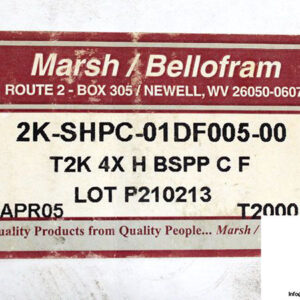 Marsh / Bellofram
ROUTE 2 - BOX 305 / NEWELL, WV 26050-0607
2K-SHPC-01DF005-00
T2K 4X H BSPP C F
LOT P210213
APR05 T2000
uality Products from Quality People... Marsh /